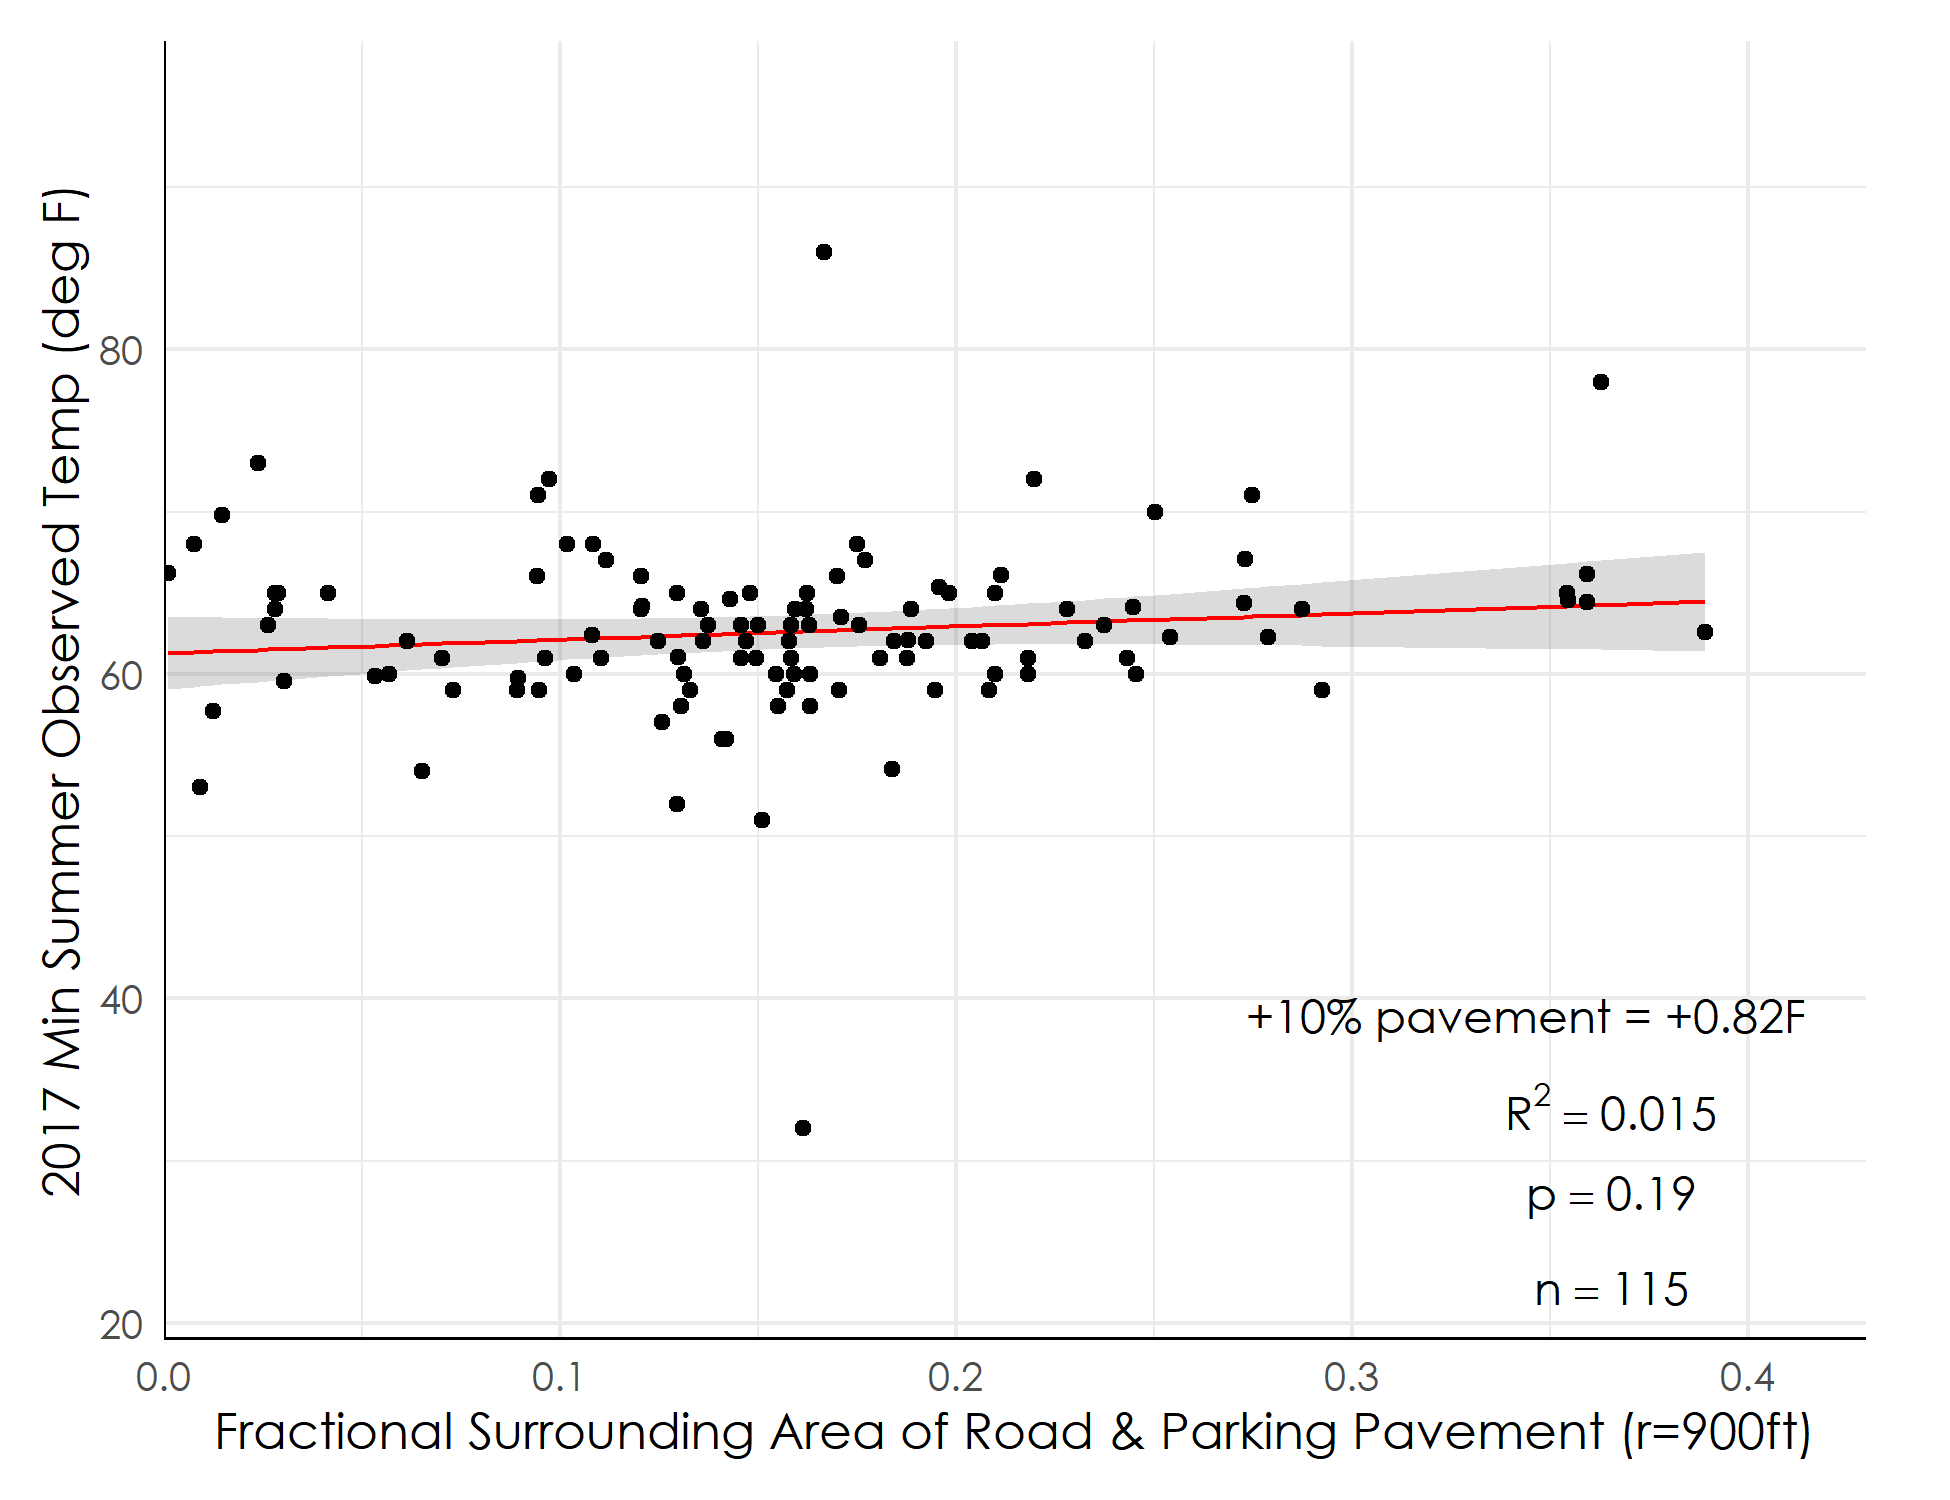 2017 Min Summer Observed Temp (deg F)
80
60
40
20
+10% pavement = +0.82F
R² = 0.015
p = 0.19
n = 115
0.0 0.1 0.2 0.3 0.4
Fractional Surrounding Area of Road & Parking Pavement (r=900ft)